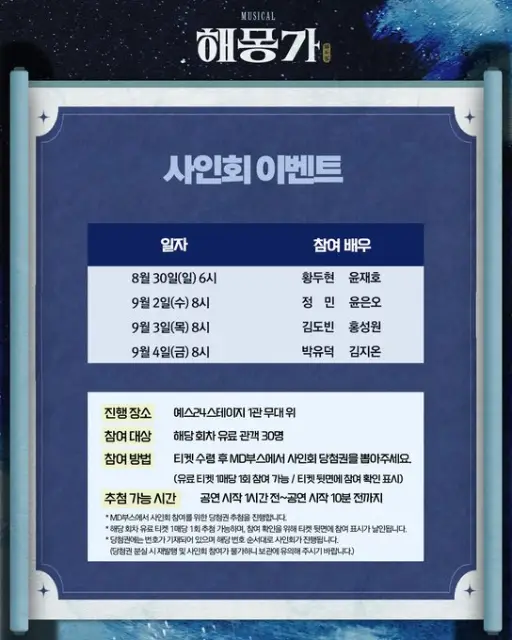 MUSICAL
해몽가
사인회 이벤트
일자 참여 배우
8월 30일(일) 6시 황두현 윤재호
9월 2일(수) 8시 정 민 윤은오
9월 3일(목) 8시 김도빈 홍성원
9월 4일(금) 8시 박유덕 김지온
진행 장소 예스24스테이지 1관 무대 위
참여 대상 해당 회차 유료 관객 30명
참여 방법 티켓 수령 후 MD부스에서 사인회 당첨권을 뽑아주세요.
(유료 티켓 1매당 1회 참여 가능 / 티켓 뒷면에 참여 확인 표시)
추첨 가능 시간 공연 시작 1시간 전~공연 시작 10분 전까지
* MD부스에서 사인회 참여를 위한 당첨권 추첨을 진행합니다.
* 해당 회차 유료 티켓 1매당 1회 추첨 가능하며, 참여 확인을 위해 티켓 뒷면에 참여 표시가 날인됩니다.
* 당첨권에는 번호가 기재되어 있으며 해당 번호 순서대로 사인회가 진행됩니다.
(당첨권 분실 시 재발행 및 사인회 참여가 불가하니 보관에 유의해 주시기 바랍니다.)